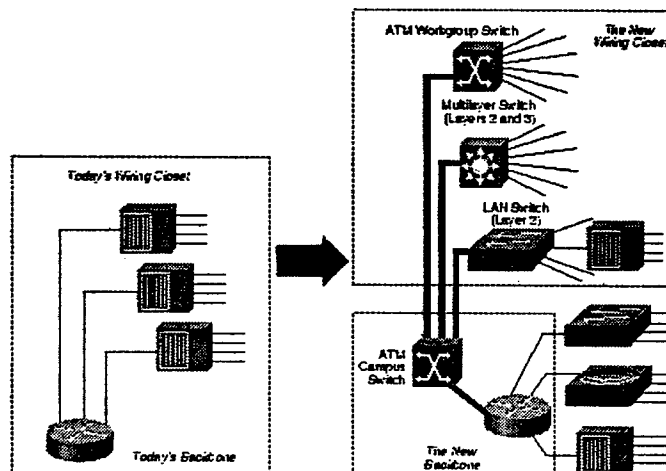 Today's Wiring Closet
Today's Backbone
ATM Workgroup Switch
The New
Wiring Closet
Multilayer Switch
(Layers 2 and 3)
LAN Switch
(Layer 2)
ATM
Campus
Switch
The New
Backbone